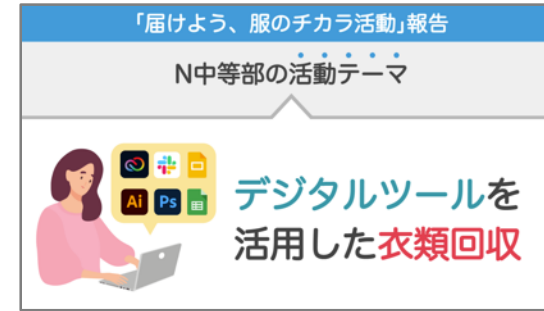 「届けよう、服のチカラ活動」報告
N中等部の活動テーマ
Ai Ps
デジタルツールを
活用した衣類回収